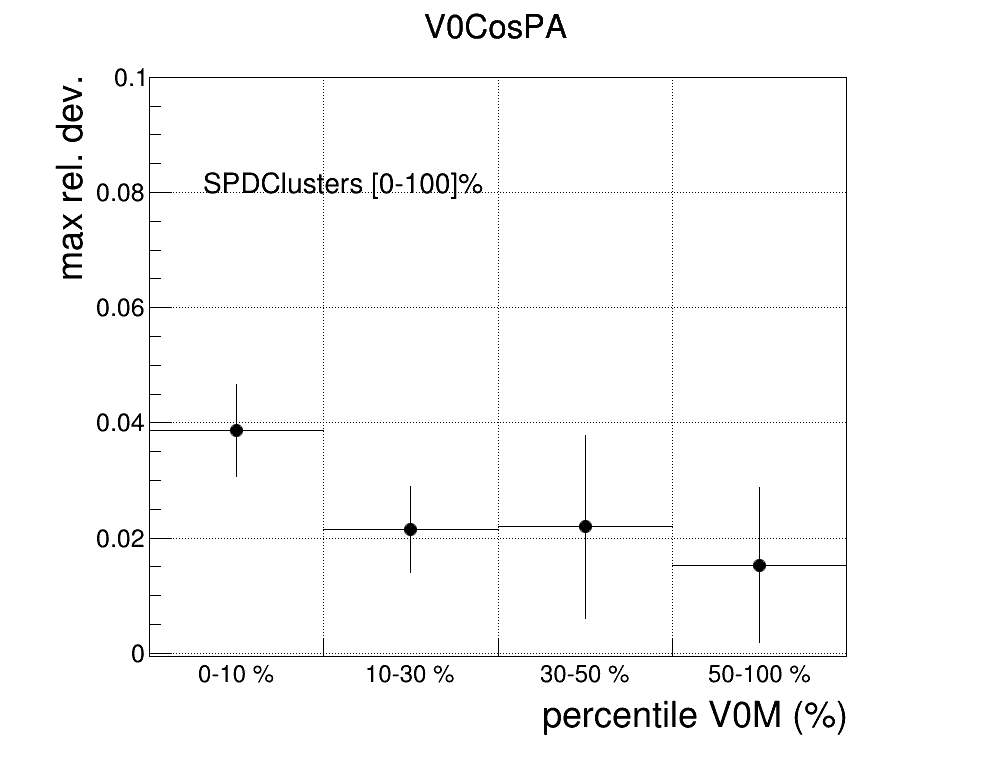 V0CosPA
max rel. dev.
0.1
0.08
0.06
0.04
0.02
0
SPDClusters [0-100]%
0-10 %
10-30 %
30-50 %
50-100 %
percentile V0M (%)